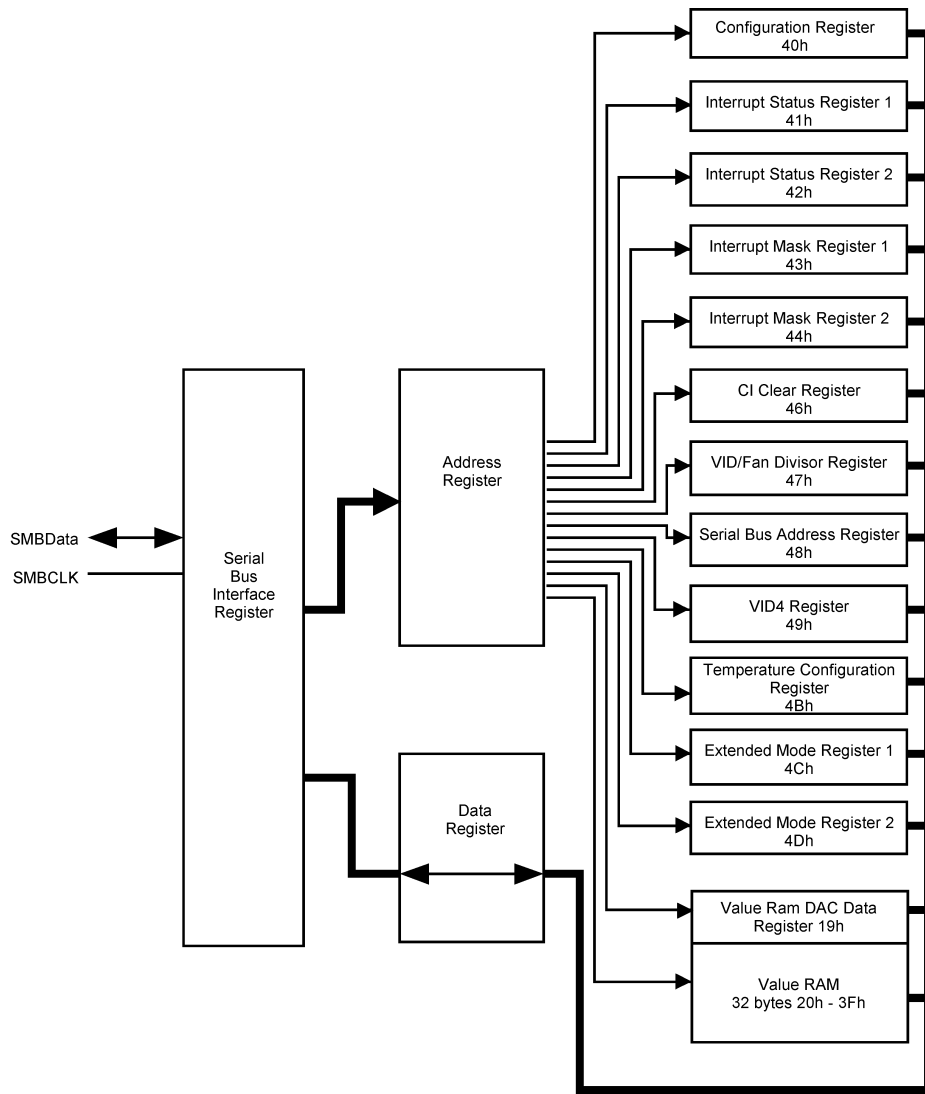 Configuration Register
40h
Interrupt Status Register 1
41h
Interrupt Status Register 2
42h
Interrupt Mask Register 1
43h
Interrupt Mask Register 2
44h
CI Clear Register
46h
VID/Fan Divisor Register
47h
Serial Bus Address Register
48h
VID4 Register
49h
Temperature Configuration
Register
4Bh
Extended Mode Register 1
4Ch
Extended Mode Register 2
4Dh
Value Ram DAC Data
Register 19h
Value RAM
32 bytes 20h - 3Fh
Address
Register
SMBData
SMBCLK
Serial
Bus
Interface
Register
Data
Register